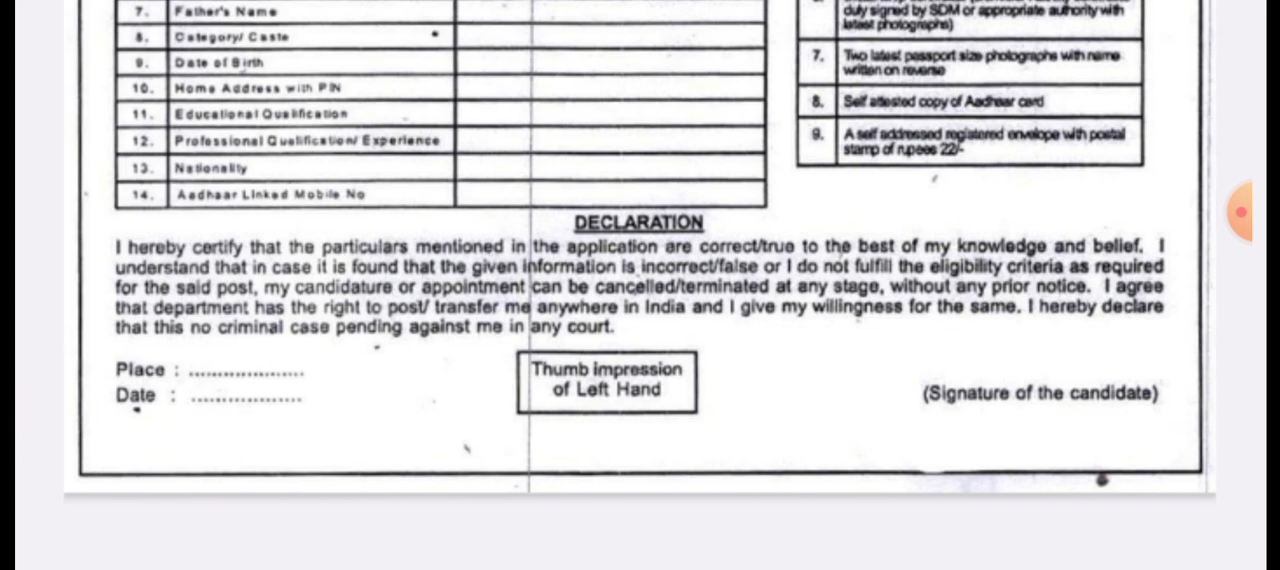 7. Father's Name
8. Category/ Caste
9. Date of Birth
10. Home Address with PIN
11. Educational Qualification
12. Professional Qualification/ Experience
13. Nationality
14. Aadhaar Linked Mobile No
duly signed by SDM or appropriate authority with
latest photographs)
7. Two latest passport size photographs with name
written on reverse
8. Self attested copy of Aadhaar card
9. A self addressed registered envelope with postal
stamp of rupees 22/-
DECLARATION
I hereby certify that the particulars mentioned in the application are correct/true to the best of my knowledge and belief. I
understand that in case it is found that the given information is incorrect/false or I do not fulfill the eligibility criteria as required
for the said post, my candidature or appointment can be cancelled/terminated at any stage, without any prior notice. I agree
that department has the right to post/ transfer me anywhere in India and I give my willingness for the same. I hereby declare
that this no criminal case pending against me in any court.
Place : ....................
Date : ...................
Thumb impression
of Left Hand
(Signature of the candidate)